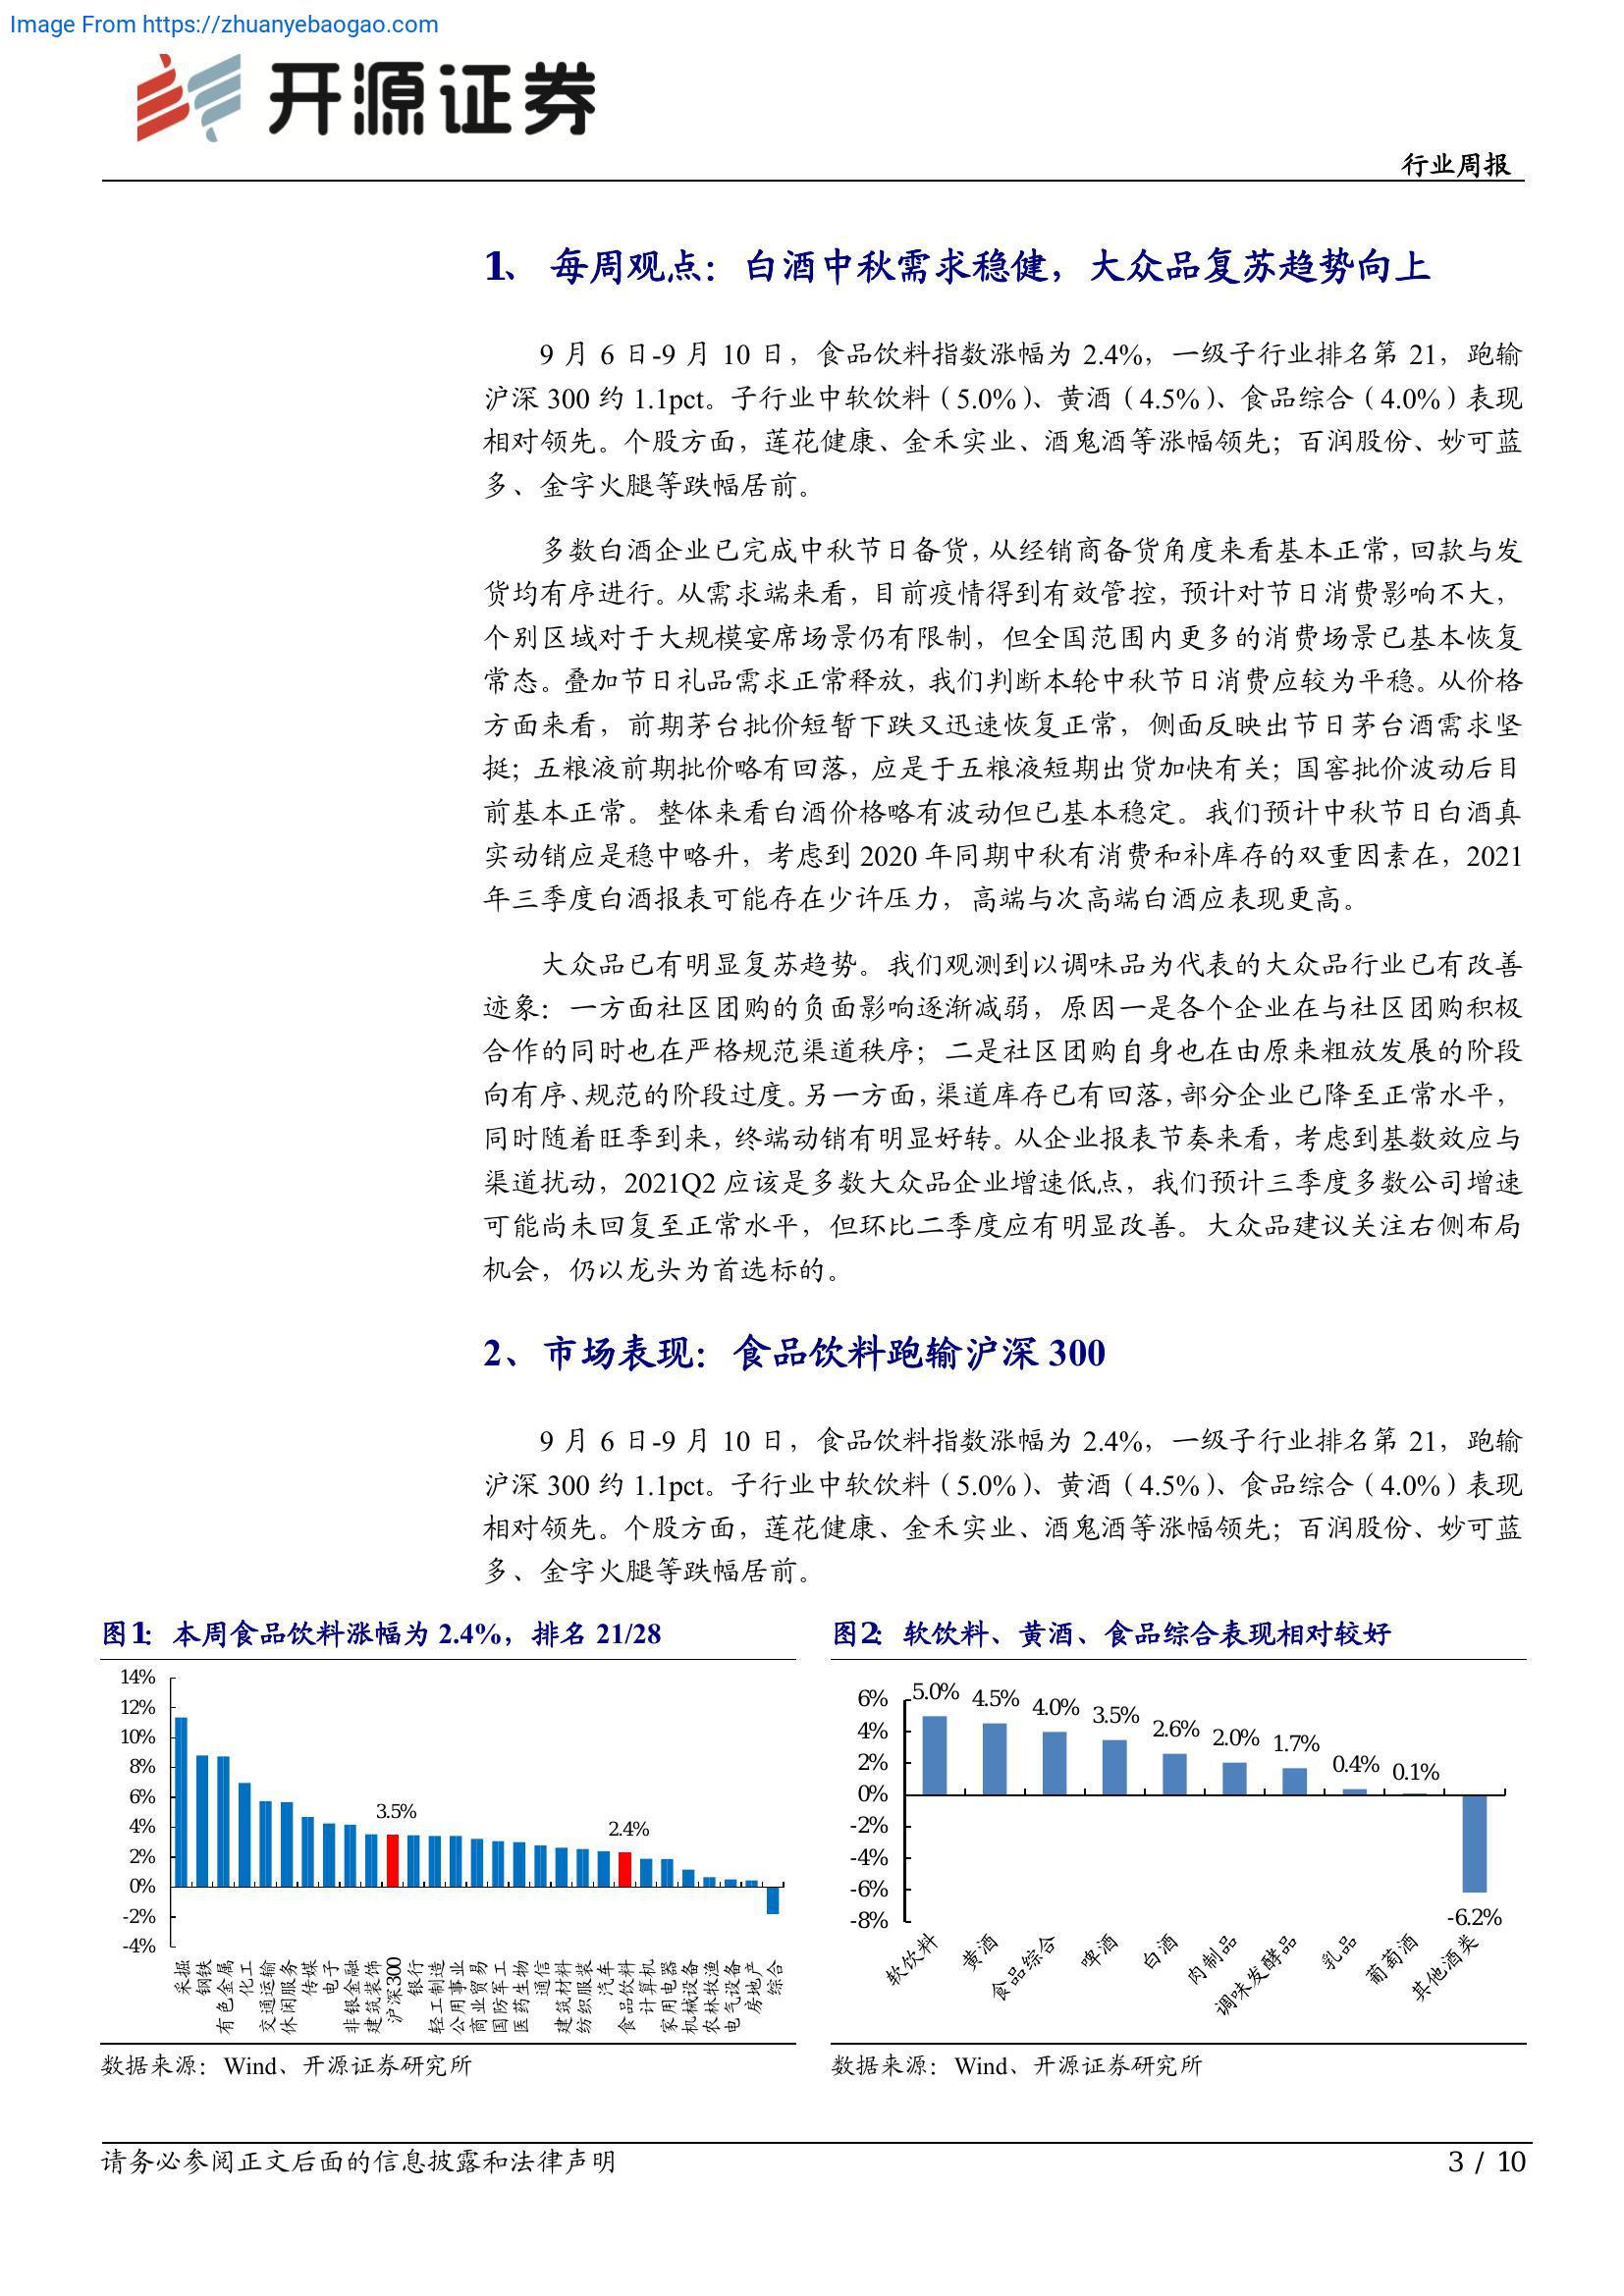 Image From https://zhuanyebaogao.com
开源证券
行业周报
1、 每周观点：白酒中秋需求稳健，大众品复苏趋势向上
9 月 6 日-9 月 10 日，食品饮料指数涨幅为 2.4%，一级子行业排名第 21，跑输
沪深 300 约 1.1pct。子行业中软饮料（5.0%）、黄酒（4.5%）、食品综合（4.0%）表现
相对领先。个股方面，莲花健康、金禾实业、酒鬼酒等涨幅领先；百润股份、妙可蓝
多、金字火腿等跌幅居前。
多数白酒企业已完成中秋节日备货，从经销商备货角度来看基本正常，回款与发
货均有序进行。从需求端来看，目前疫情得到有效管控，预计对节日消费影响不大，
个别区域对于大规模宴席场景仍有限制，但全国范围内更多的消费场景已基本恢复
常态。叠加节日礼品需求正常释放，我们判断本轮中秋节日消费应较为平稳。从价格
方面来看，前期茅台批价短暂下跌又迅速恢复正常，侧面反映出节日茅台酒需求坚
挺；五粮液前期批价略有回落，应是于五粮液短期出货加快有关；国窖批价波动后目
前基本正常。整体来看白酒价格略有波动但已基本稳定。我们预计中秋节日白酒真
实动销应是稳中略升，考虑到 2020 年同期中秋有消费和补库存的双重因素在，2021
年三季度白酒报表可能存在少许压力，高端与次高端白酒应表现更高。
大众品已有明显复苏趋势。我们观测到以调味品为代表的大众品行业已有改善
迹象：一方面社区团购的负面影响逐渐减弱，原因一是各个企业在与社区团购积极
合作的同时也在严格规范渠道秩序；二是社区团购自身也在由原来粗放发展的阶段
向有序、规范的阶段过度。另一方面，渠道库存已有回落，部分企业已降至正常水平，
同时随着旺季到来，终端动销有明显好转。从企业报表节奏来看，考虑到基数效应与
渠道扰动，2021Q2 应该是多数大众品企业增速低点，我们预计三季度多数公司增速
可能尚未回复至正常水平，但环比二季度应有明显改善。大众品建议关注右侧布局
机会，仍以龙头为首选标的。
2、市场表现：食品饮料跑输沪深 300
9 月 6 日-9 月 10 日，食品饮料指数涨幅为 2.4%，一级子行业排名第 21，跑输
沪深 300 约 1.1pct。子行业中软饮料（5.0%）、黄酒（4.5%）、食品综合（4.0%）表现
相对领先。个股方面，莲花健康、金禾实业、酒鬼酒等涨幅领先；百润股份、妙可蓝
多、金字火腿等跌幅居前。
图1：本周食品饮料涨幅为 2.4%，排名 21/28
14%
12%
10%
8%
6%
4%
2%
0%
-2%
-4%
3.5%
2.4%
采掘
钢铁
有色金属
化工
交通运输
休闲服务
传媒
电子
非银金融
建筑装饰
沪深300
银行
轻工制造
公用事业
商业贸易
国防军工
医药生物
通信
建筑材料
纺织服装
汽车
食品饮料
计算机
家用电器
机械设备
农林牧渔
电气设备
房地产
综合
数据来源：Wind、开源证券研究所
图2：软饮料、黄酒、食品综合表现相对较好
6%
4%
2%
0%
-2%
-4%
-6%
-8%
5.0%
4.5%
4.0%
3.5%
2.6%
2.0%
1.7%
0.4%
0.1%
-6.2%
软饮料
黄酒
食品综合
啤酒
白酒
肉制品
调味发酵品
乳品
葡萄酒
其他酒类
数据来源：Wind、开源证券研究所
请务必参阅正文后面的信息披露和法律声明
3 / 10